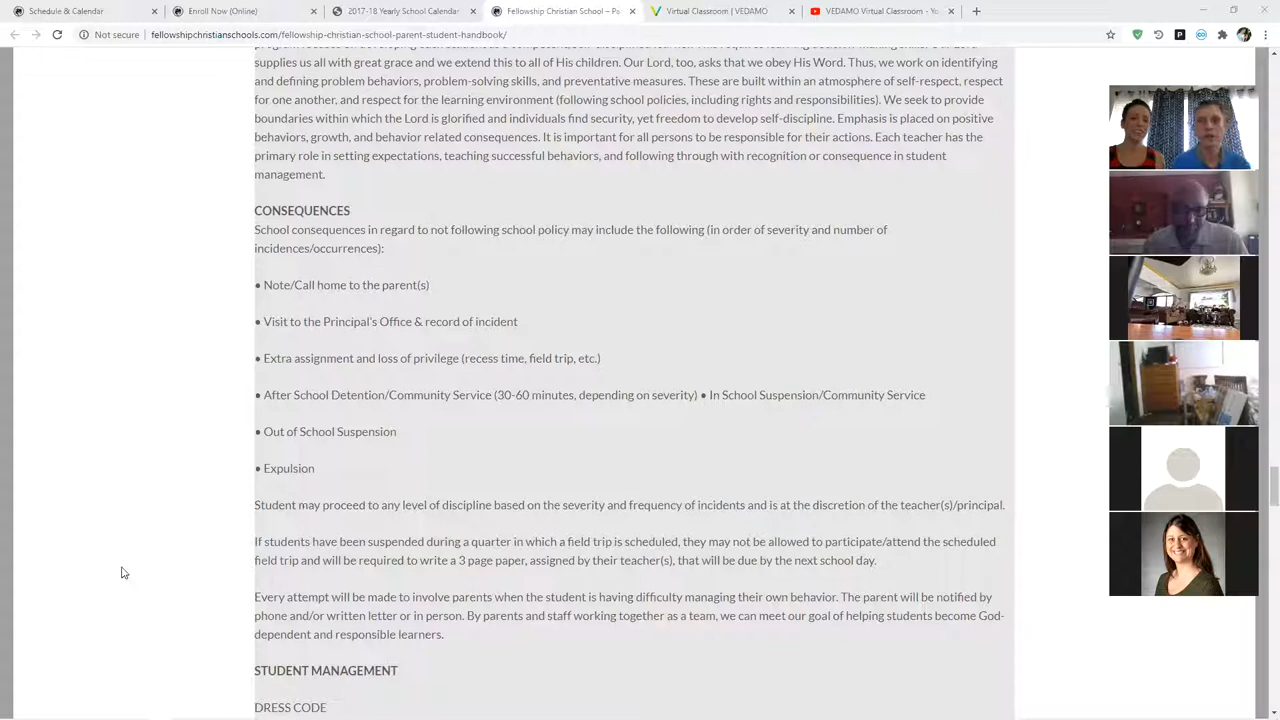 Schedule & Calendar
Enroll Now (Online)
2017-18 Yearly School Calendar
Fellowship Christian School – Pa
Virtual Classroom | VEDAMO
VEDAMO Virtual Classroom - Yo
Not secure
fellowshipchristianschools.com/fellowship-christian-school-parent-student-handbook/
supplies us all with great grace and we extend this to all of His children. Our Lord, too, asks that we obey His Word. Thus, we work on identifying
and defining problem behaviors, problem-solving skills, and preventative measures. These are built within an atmosphere of self-respect, respect
for one another, and respect for the learning environment (following school policies, including rights and responsibilities). We seek to provide
boundaries within which the Lord is glorified and individuals find security, yet freedom to develop self-discipline. Emphasis is placed on positive
behaviors, growth, and behavior related consequences. It is important for all persons to be responsible for their actions. Each teacher has the
primary role in setting expectations, teaching successful behaviors, and following through with recognition or consequence in student
management.
CONSEQUENCES
School consequences in regard to not following school policy may include the following (in order of severity and number of
incidences/occurrences):
• Note/Call home to the parent(s)
• Visit to the Principal's Office & record of incident
• Extra assignment and loss of privilege (recess time, field trip, etc.)
• After School Detention/Community Service (30-60 minutes, depending on severity) • In School Suspension/Community Service
• Out of School Suspension
• Expulsion
Student may proceed to any level of discipline based on the severity and frequency of incidents and is at the discretion of the teacher(s)/principal.
If students have been suspended during a quarter in which a field trip is scheduled, they may not be allowed to participate/attend the scheduled
field trip and will be required to write a 3 page paper, assigned by their teacher(s), that will be due by the next school day.
Every attempt will be made to involve parents when the student is having difficulty managing their own behavior. The parent will be notified by
phone and/or written letter or in person. By parents and staff working together as a team, we can meet our goal of helping students become God-
dependent and responsible learners.
STUDENT MANAGEMENT
DRESS CODE